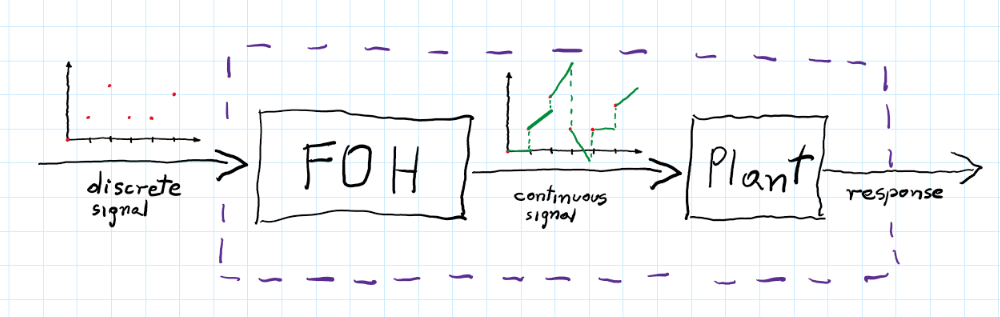 discrete
signal
FOH
continuous
signal
Plant
response